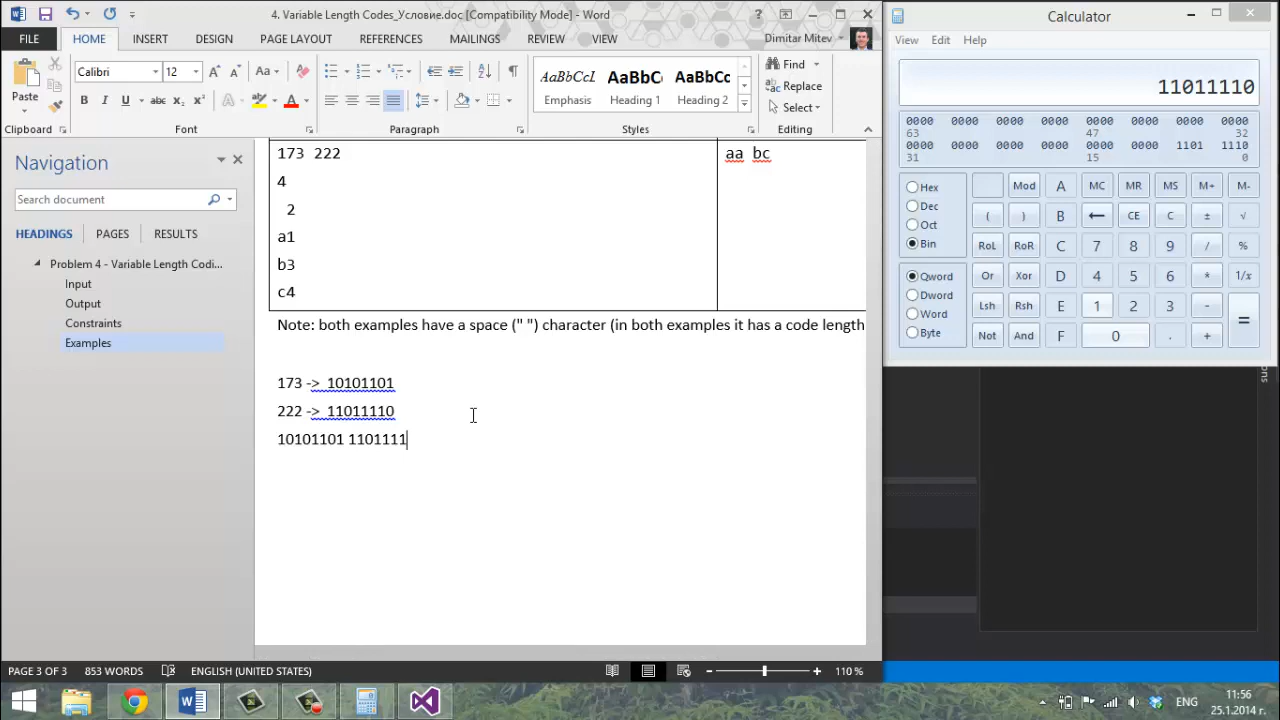 4. Variable Length Codes_Условие.doc [Compatibility Mode] - Word
FILE HOME INSERT DESIGN PAGE LAYOUT REFERENCES MAILINGS REVIEW VIEW Dimitar Mitev
Paste
Calibri 12
Aa
B I U abc x₂ x² A A
AaBbCcL AaBbCc AaBbCc
Emphasis Heading 1 Heading 2
Find
Replace
Select
Clipboard Font Paragraph Styles Editing
Navigation
Search document
HEADINGS PAGES RESULTS
Problem 4 - Variable Length Codi...
Input
Output
Constraints
Examples
173 222 aa bc
4
2
a1
b3
c4
Note: both examples have a space (" ") character (in both examples it has a code length
173 -> 10101101
222 -> 11011110
10101101 1101111
PAGE 3 OF 3 853 WORDS ENGLISH (UNITED STATES) 110 %
Calculator
View Edit Help
11011110
0000 0000 0000 0000 0000 0000 0000 0000
63 47 32
0000 0000 0000 0000 0000 0000 1101 1110
31 15 0
Hex Mod A MC MR MS M+ M-
Dec ( ) B ← CE C ± √
Oct
Bin RoL RoR C 7 8 9 / %
Qword Or Xor D 4 5 6 * 1/x
Dword
Word Lsh Rsh E 1 2 3 - =
Byte Not And F 0 . +
ons
ENG
11:56
25.1.2014 г.